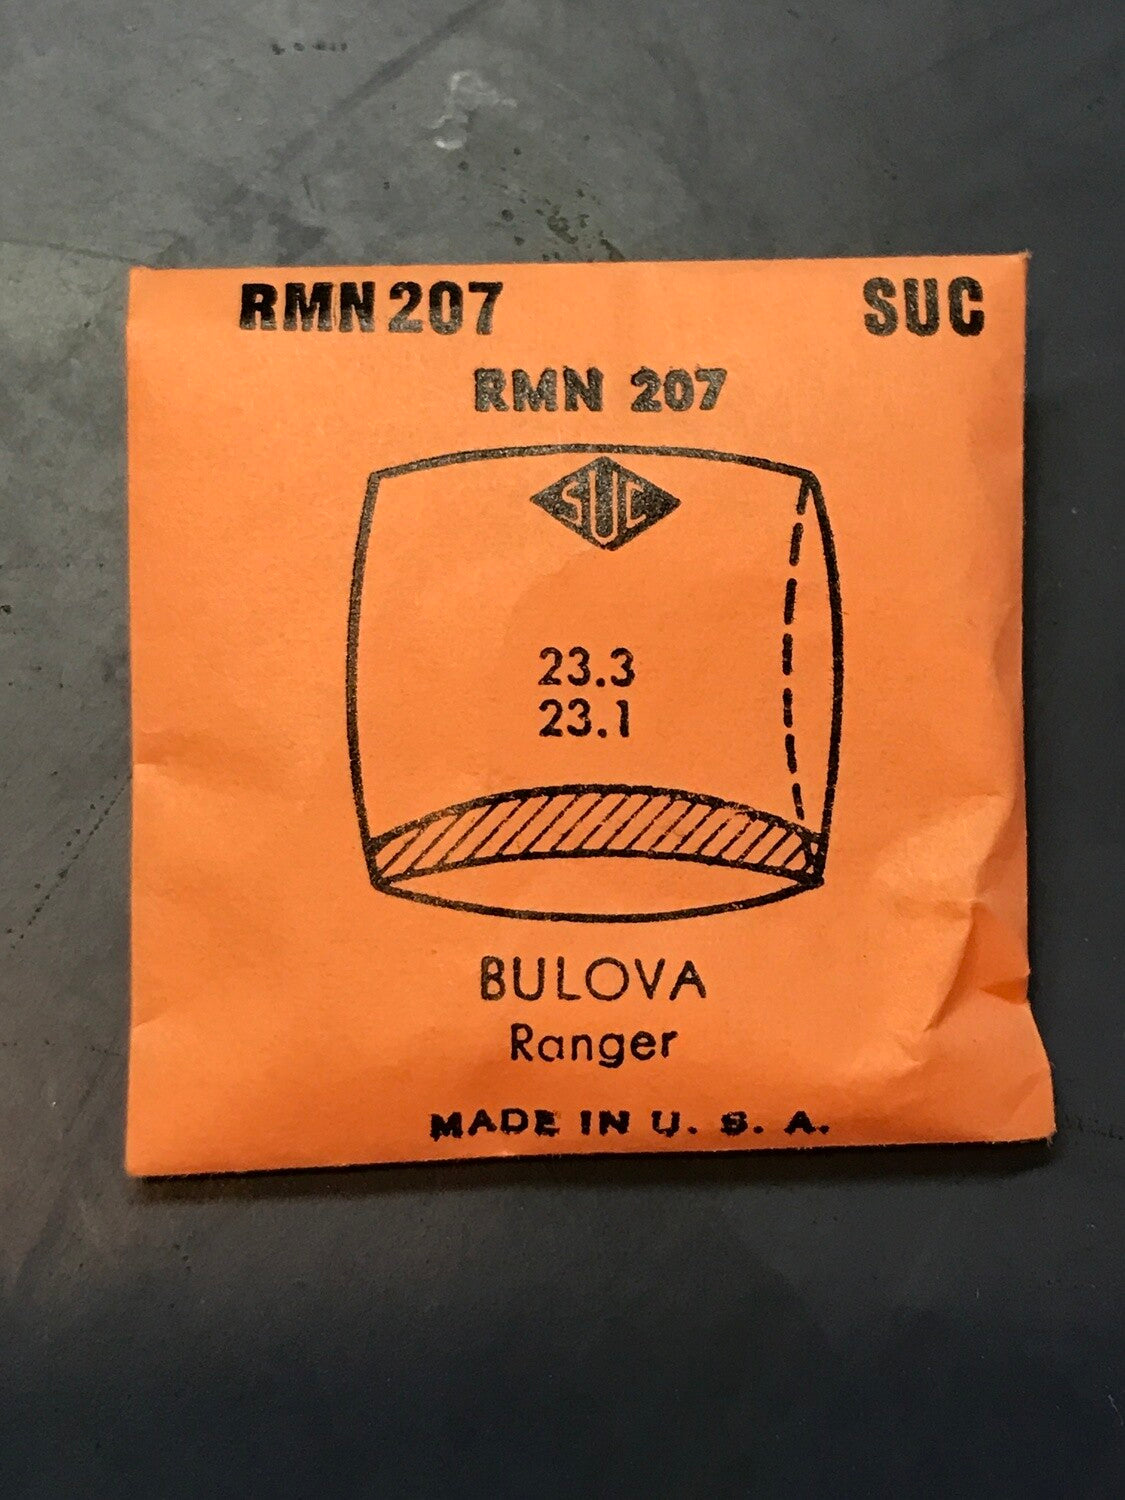 RMN 207 SUC
RMN 207
SUC
23.3
23.1
BULOVA
Ranger
MADE IN U. S. A.